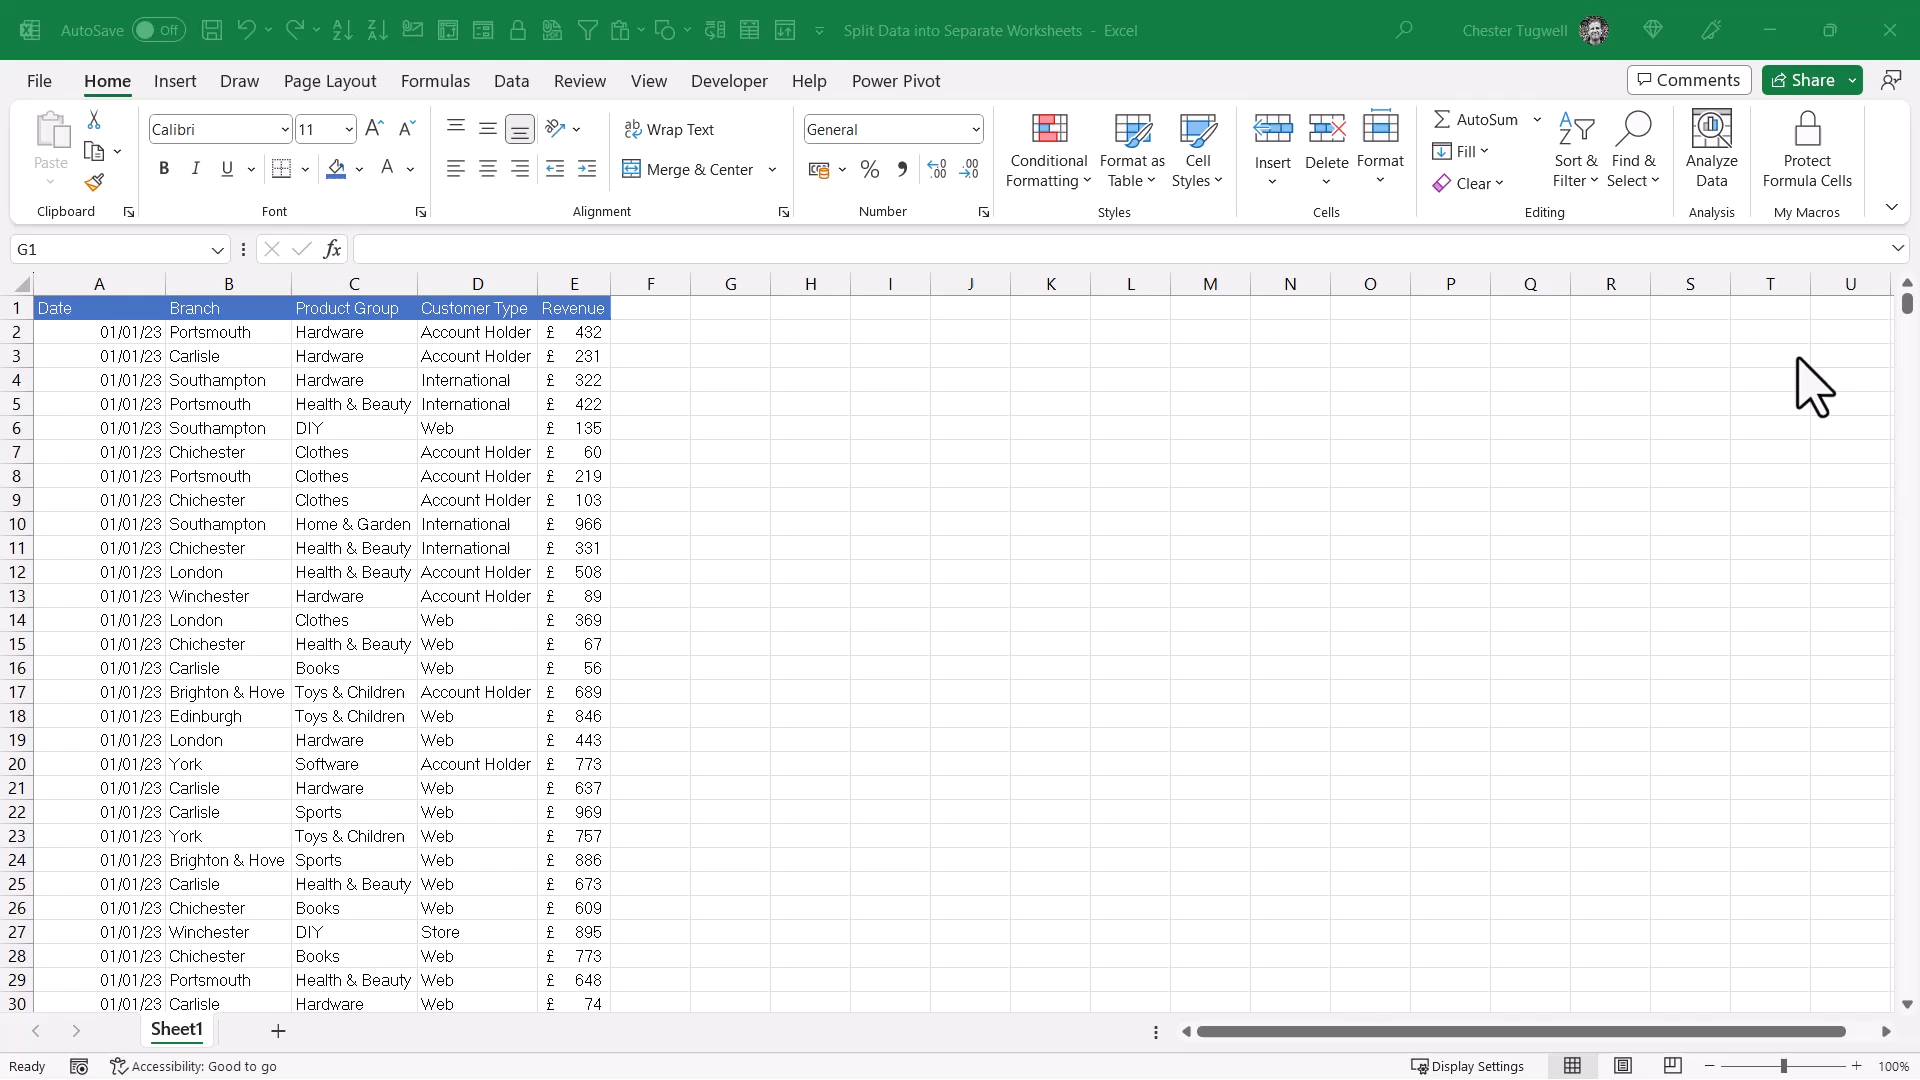 AutoSave Off Split Data into Separate Worksheets - Excel Chester Tugwell
File Home Insert Draw Page Layout Formulas Data Review View Developer Help Power Pivot Comments Share
Paste Calibri 11 Wrap Text General Conditional Formatting Format as Table Cell Styles Insert Delete Format AutoSum Fill Clear Sort & Filter Find & Select Analyze Data Protect Formula Cells
B I U A Merge & Center % 9 .00
Clipboard Font Alignment Number Styles Cells Editing Analysis My Macros
G1 fx
A B C D E F G H I J K L M N O P Q R S T U
1 Date Branch Product Group Customer Type Revenue
2 01/01/23 Portsmouth Hardware Account Holder £ 432
3 01/01/23 Carlisle Hardware Account Holder £ 231
4 01/01/23 Southampton Hardware International £ 322
5 01/01/23 Portsmouth Health & Beauty International £ 422
6 01/01/23 Southampton DIY Web £ 135
7 01/01/23 Chichester Clothes Account Holder £ 60
8 01/01/23 Portsmouth Clothes Account Holder £ 219
9 01/01/23 Chichester Clothes Account Holder £ 103
10 01/01/23 Southampton Home & Garden International £ 966
11 01/01/23 Chichester Health & Beauty International £ 331
12 01/01/23 London Health & Beauty Account Holder £ 508
13 01/01/23 Winchester Hardware Account Holder £ 89
14 01/01/23 London Clothes Web £ 369
15 01/01/23 Chichester Health & Beauty Web £ 67
16 01/01/23 Carlisle Books Web £ 56
17 01/01/23 Brighton & Hove Toys & Children Account Holder £ 689
18 01/01/23 Edinburgh Toys & Children Web £ 846
19 01/01/23 London Hardware Web £ 443
20 01/01/23 York Software Account Holder £ 773
21 01/01/23 Carlisle Hardware Web £ 637
22 01/01/23 Carlisle Sports Web £ 969
23 01/01/23 York Toys & Children Web £ 757
24 01/01/23 Brighton & Hove Sports Web £ 886
25 01/01/23 Carlisle Health & Beauty Web £ 673
26 01/01/23 Chichester Books Web £ 609
27 01/01/23 Winchester DIY Store £ 895
28 01/01/23 Chichester Books Web £ 773
29 01/01/23 Portsmouth Health & Beauty Web £ 648
30 01/01/23 Carlisle Hardware Web £ 74
Sheet1
Ready Accessibility: Good to go Display Settings 100%